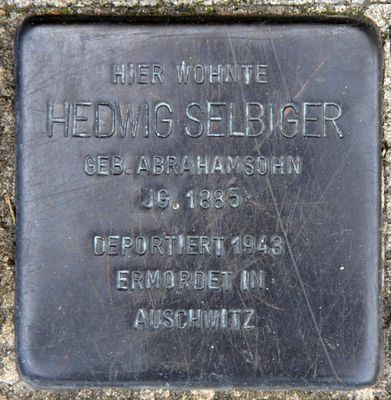 HIER WOHNTE
HEDWIG SELBIGER
GEB. ABRAHAMSOHN
JG. 1885
DEPORTIERT 1943
ERMORDET IN
AUSCHWITZ